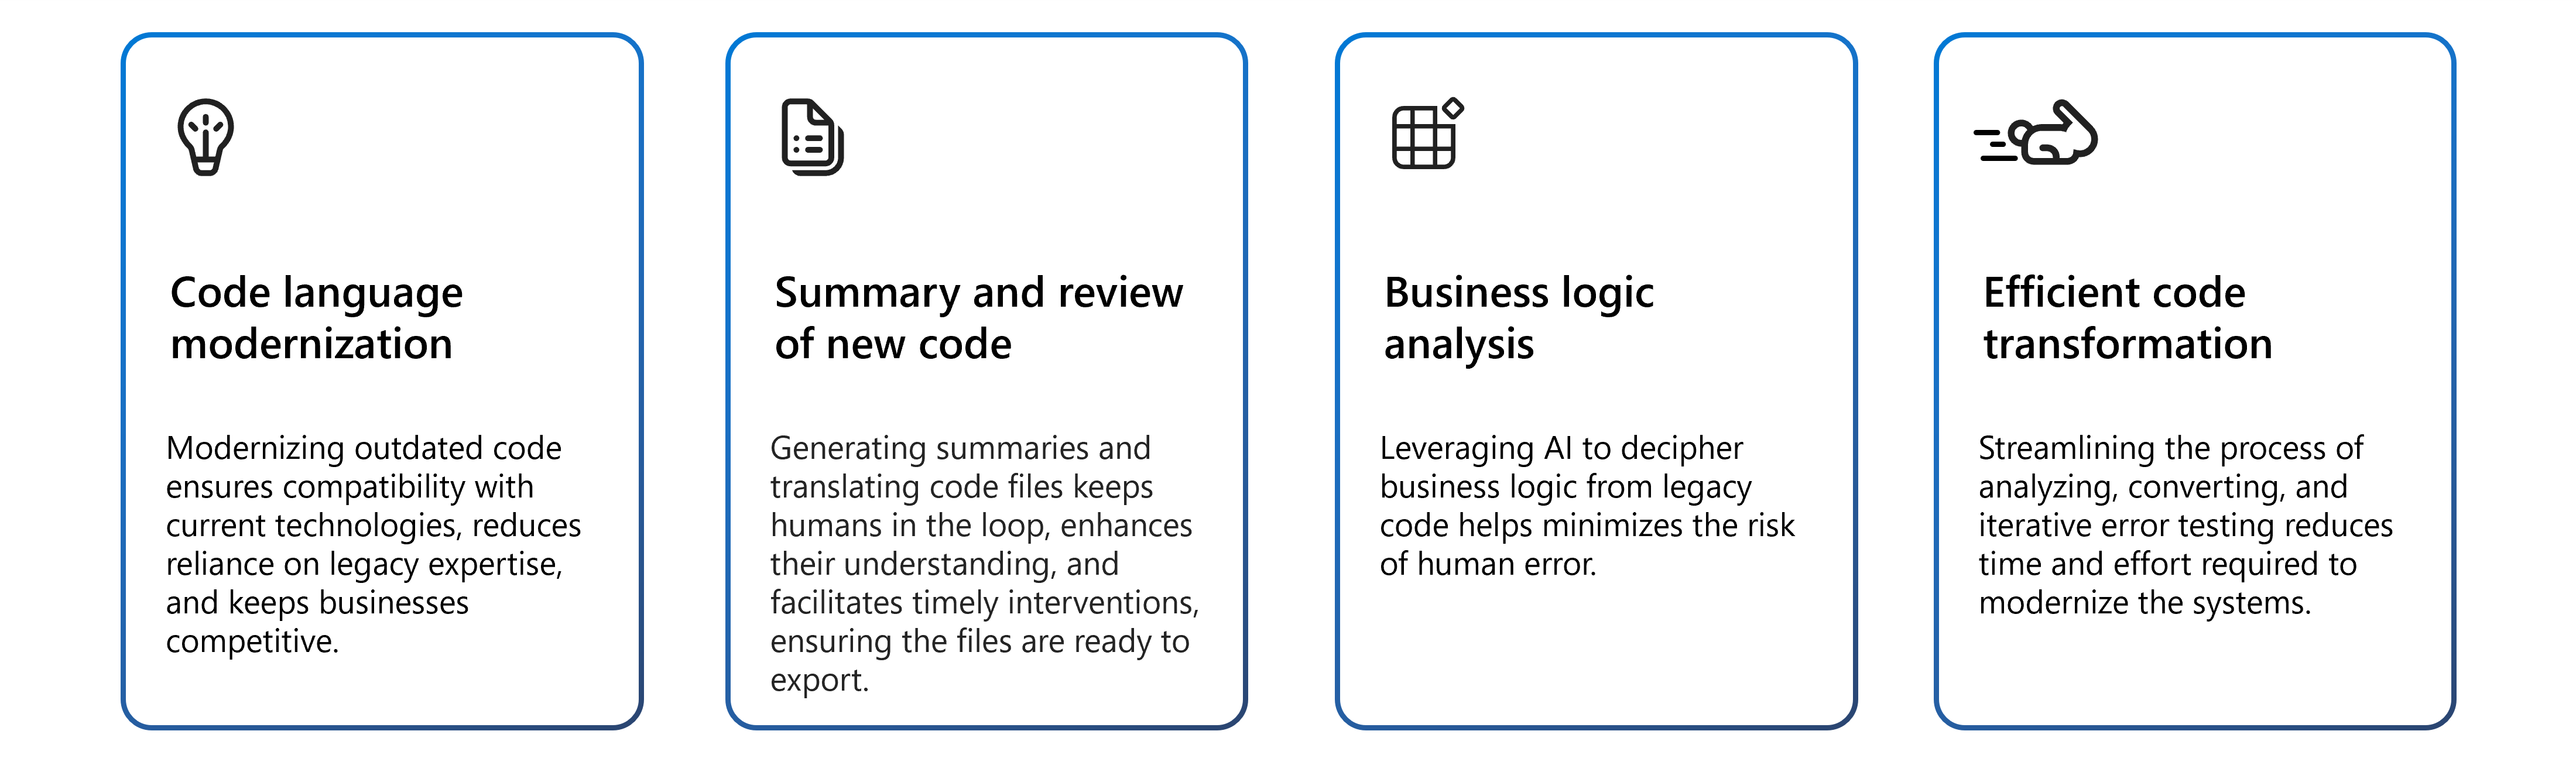 Code language
modernization
Modernizing outdated code
ensures compatibility with
current technologies, reduces
reliance on legacy expertise,
and keeps businesses
competitive.
Summary and review
of new code
Generating summaries and
translating code files keeps
humans in the loop, enhances
their understanding, and
facilitates timely interventions,
ensuring the files are ready to
export.
Business logic
analysis
Leveraging AI to decipher
business logic from legacy
code helps minimizes the risk
of human error.
Efficient code
transformation
Streamlining the process of
analyzing, converting, and
iterative error testing reduces
time and effort required to
modernize the systems.